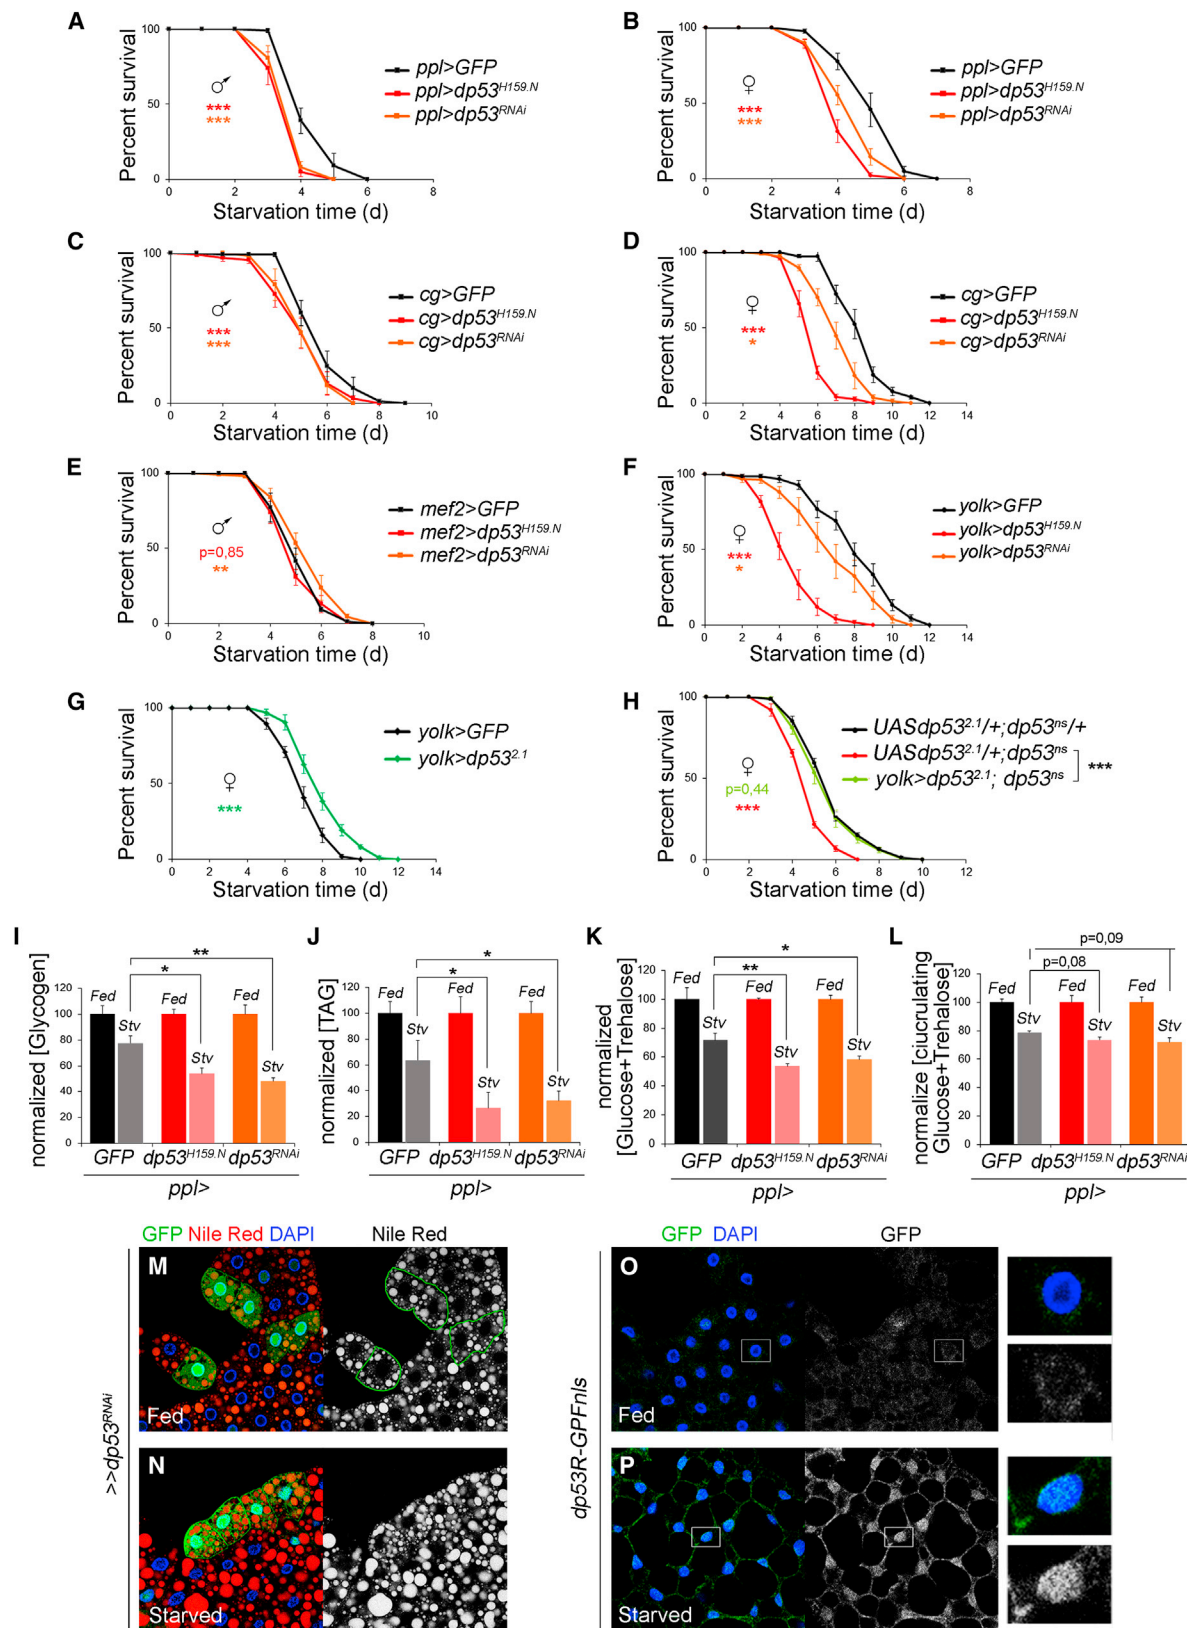 A
Percent survival
100
50
0
0 2 4 6 8
Starvation time (d)
♂
***
***
ppl>GFP
ppl>dp53H159.N
ppl>dp53RNAi
B
Percent survival
100
50
0
0 2 4 6 8
Starvation time (d)
♀
***
***
ppl>GFP
ppl>dp53H159.N
ppl>dp53RNAi
C
Percent survival
100
50
0
0 2 4 6 8 10
Starvation time (d)
♂
***
***
cg>GFP
cg>dp53H159.N
cg>dp53RNAi
D
Percent survival
100
50
0
0 2 4 6 8 10 12 14
Starvation time (d)
♀
***
*
cg>GFP
cg>dp53H159.N
cg>dp53RNAi
E
Percent survival
100
50
0
0 2 4 6 8 10
Starvation time (d)
♂
p=0,85
**
mef2>GFP
mef2>dp53H159.N
mef2>dp53RNAi
F
Percent survival
100
50
0
0 2 4 6 8 10 12 14
Starvation time (d)
♀
***
*
yolk>GFP
yolk>dp53H159.N
yolk>dp53RNAi
G
Percent survival
100
50
0
0 2 4 6 8 10 12 14
Starvation time (d)
♀
***
yolk>GFP
yolk>dp532.1
H
Percent survival
100
50
0
0 2 4 6 8 10 12
Starvation time (d)
♀
p=0,44
***
UASdp532.1/+;dp53ns/+
UASdp532.1/+;dp53ns
yolk>dp532.1; dp53ns
***
I
normalized [Glycogen]
120
100
80
60
40
20
0
**
*
Fed Stv Fed Stv Fed Stv
GFP dp53H159.N dp53RNAi
ppl>
J
normalized [TAG]
120
100
80
60
40
20
0
*
*
Fed Stv Fed Stv Fed Stv
GFP dp53H159.N dp53RNAi
ppl>
K
normalized
[Glucose+Trehalose]
120
100
80
60
40
20
0
*
**
Fed Stv Fed Stv Fed Stv
GFP dp53H159.N dp53RNAi
ppl>
L
normalize [ciucrulating
Glucose+Trehalose]
120
100
80
60
40
20
0
p=0,09
p=0,08
Fed Stv Fed Stv Fed Stv
GFP dp53H159.N dp53RNAi
ppl>
GFP Nile Red DAPI
Nile Red
M
Fed
N
Starved
>>dp53RNAi
GFP DAPI
GFP
O
Fed
P
Starved
dp53R-GPFnls